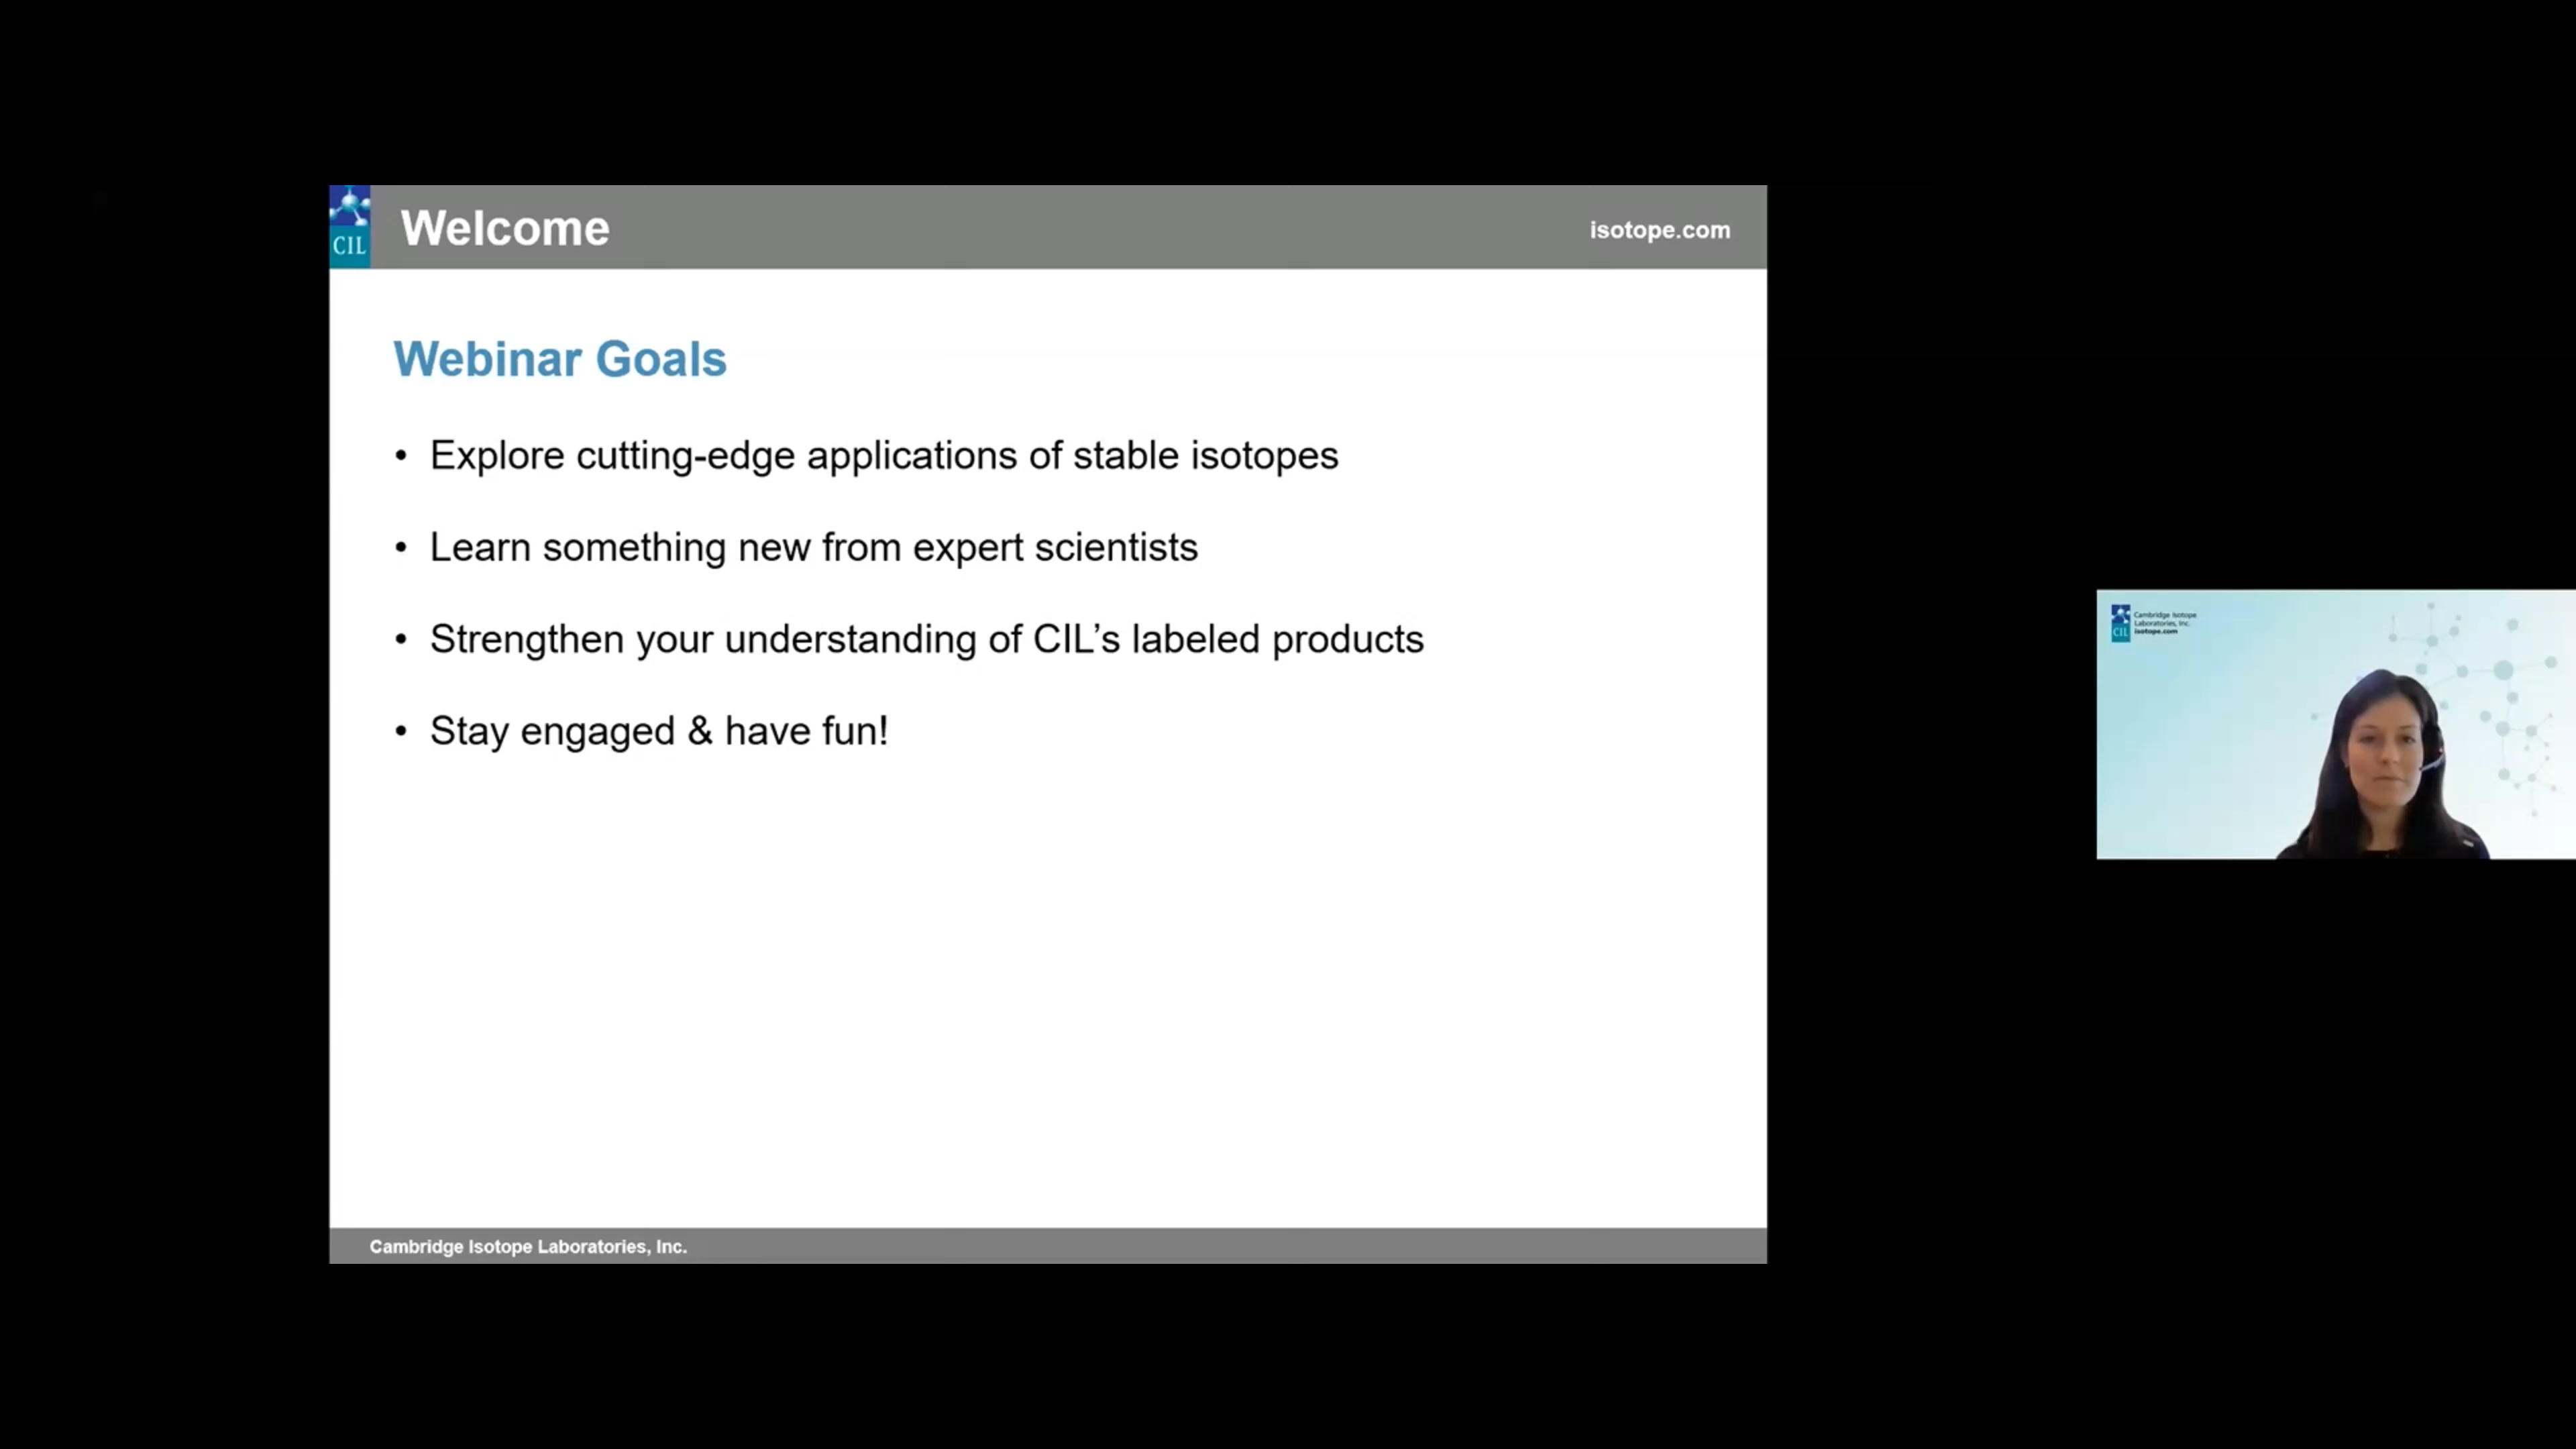 CIL
Welcome
isotope.com
Webinar Goals
• Explore cutting-edge applications of stable isotopes
• Learn something new from expert scientists
• Strengthen your understanding of CIL’s labeled products
• Stay engaged & have fun!
Cambridge Isotope Laboratories, Inc.
Cambridge Isotope
Laboratories, Inc.
isotope.com
CIL